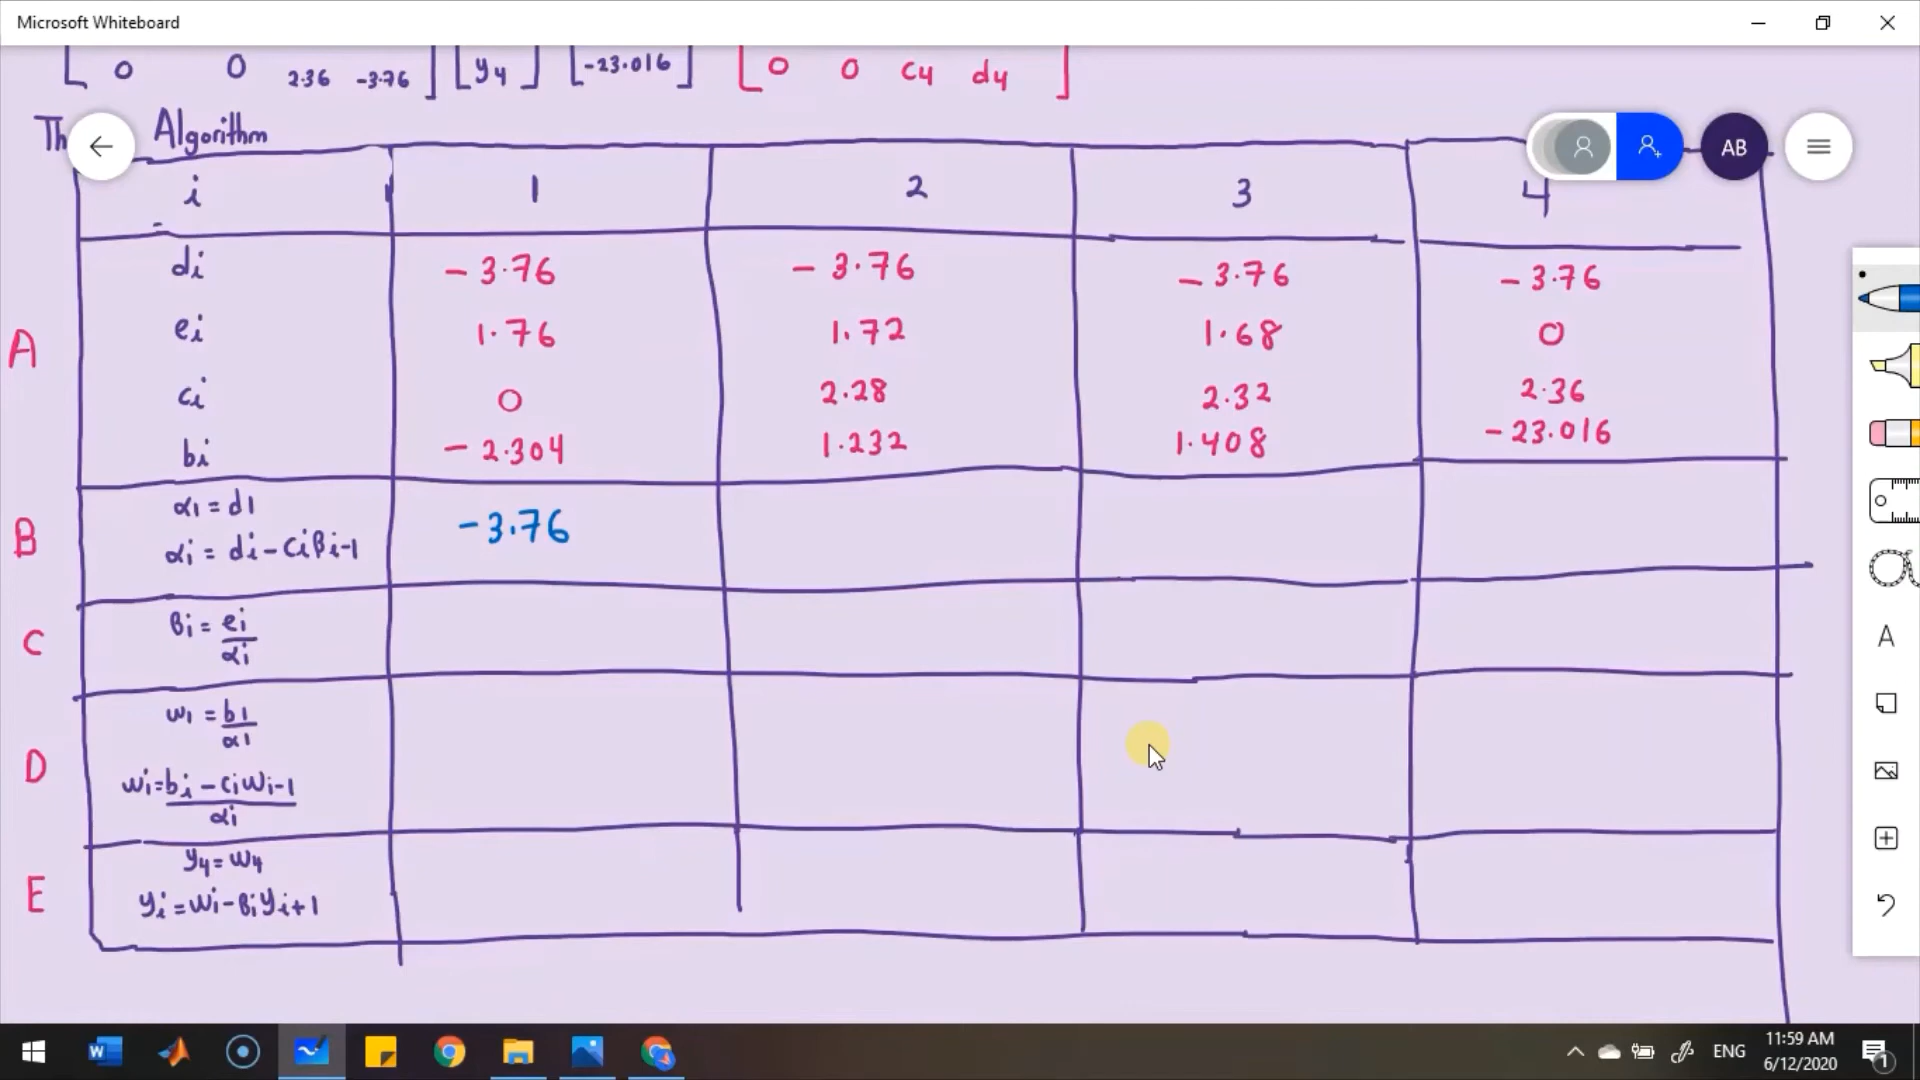 Microsoft Whiteboard
0 0 2.36 -3.76 y4 -23.016 0 0 c4 d4
Th Algorithm
i 1 2 3 4
AB
di -3.76 -3.76 -3.76 -3.76
A
ei 1.76 1.72 1.68 0
ci 0 2.28 2.32 2.36
bi -2.304 1.232 1.408 -23.016
B
α1 = d1 -3.76
αi = di - ciβi-1
C
βi = ei/αi
D
w1 = b1/α1
wi = bi - ciwi-1/αi
E
y4 = w4
yi = wi - βiyi+1
A
ENG
11:59 AM
6/12/2020
1